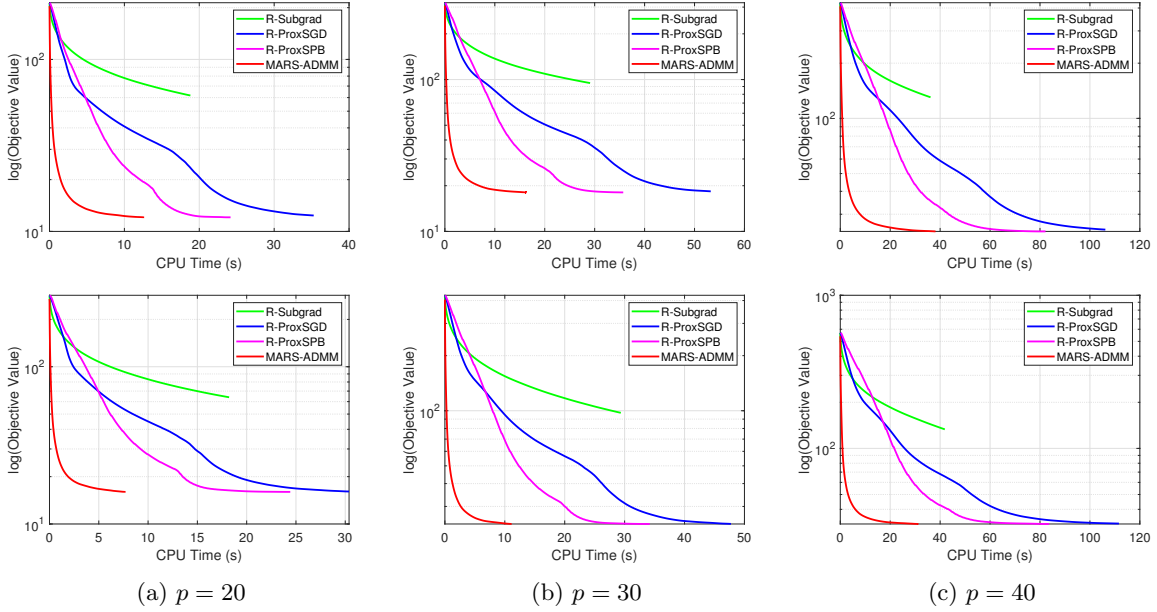 R-Subgrad
R-ProxSGD
R-ProxSPB
MARS-ADMM
log(Objective Value)
10^2
10^1
0 10 20 30 40
CPU Time (s)
R-Subgrad
R-ProxSGD
R-ProxSPB
MARS-ADMM
log(Objective Value)
10^2
10^1
0 10 20 30 40 50 60
CPU Time (s)
R-Subgrad
R-ProxSGD
R-ProxSPB
MARS-ADMM
log(Objective Value)
10^2
0 20 40 60 80 100 120
CPU Time (s)
R-Subgrad
R-ProxSGD
R-ProxSPB
MARS-ADMM
log(Objective Value)
10^2
10^1
0 5 10 15 20 25 30
CPU Time (s)
R-Subgrad
R-ProxSGD
R-ProxSPB
MARS-ADMM
log(Objective Value)
10^2
0 10 20 30 40 50
CPU Time (s)
R-Subgrad
R-ProxSGD
R-ProxSPB
MARS-ADMM
log(Objective Value)
10^3
10^2
0 20 40 60 80 100 120
CPU Time (s)
(a) p = 20
(b) p = 30
(c) p = 40